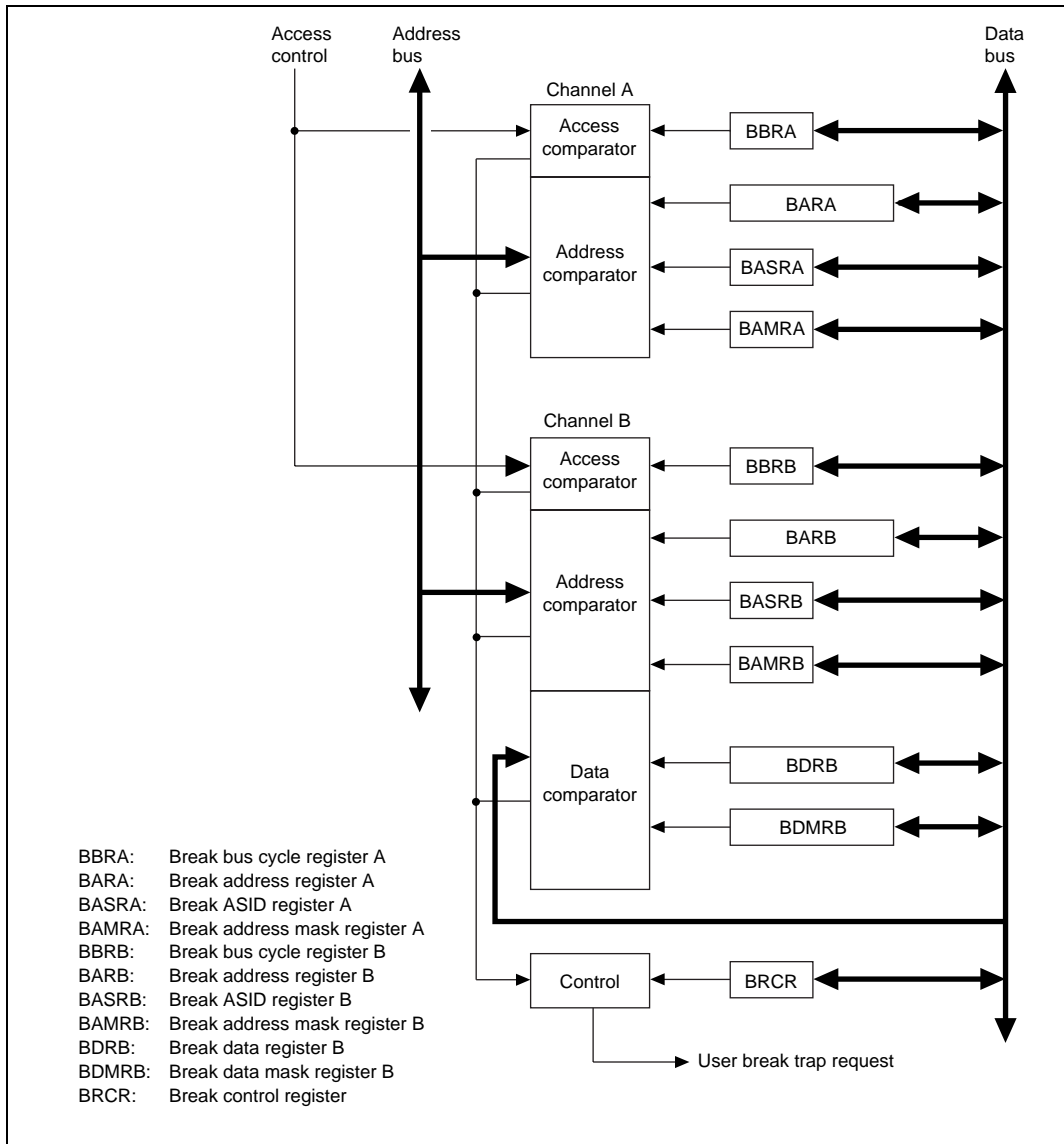 Access
control
Address
bus
Data
bus
Channel A
Access
comparator
BBRA
BARA
Address
comparator
BASRA
BAMRA
Channel B
Access
comparator
BBRB
BARB
Address
comparator
BASRB
BAMRB
Data
comparator
BDRB
BDMRB
Control
BRCR
User break trap request
BBRA: Break bus cycle register A
BARA: Break address register A
BASRA: Break ASID register A
BAMRA: Break address mask register A
BBRB: Break bus cycle register B
BARB: Break address register B
BASRB: Break ASID register B
BAMRB: Break address mask register B
BDRB: Break data register B
BDMRB: Break data mask register B
BRCR: Break control register